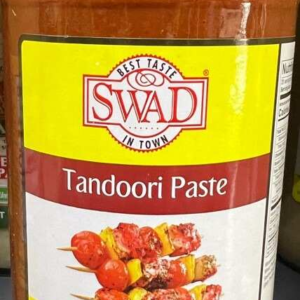 BEST TASTE
SWAD®
IN TOWN
Tandoori Paste